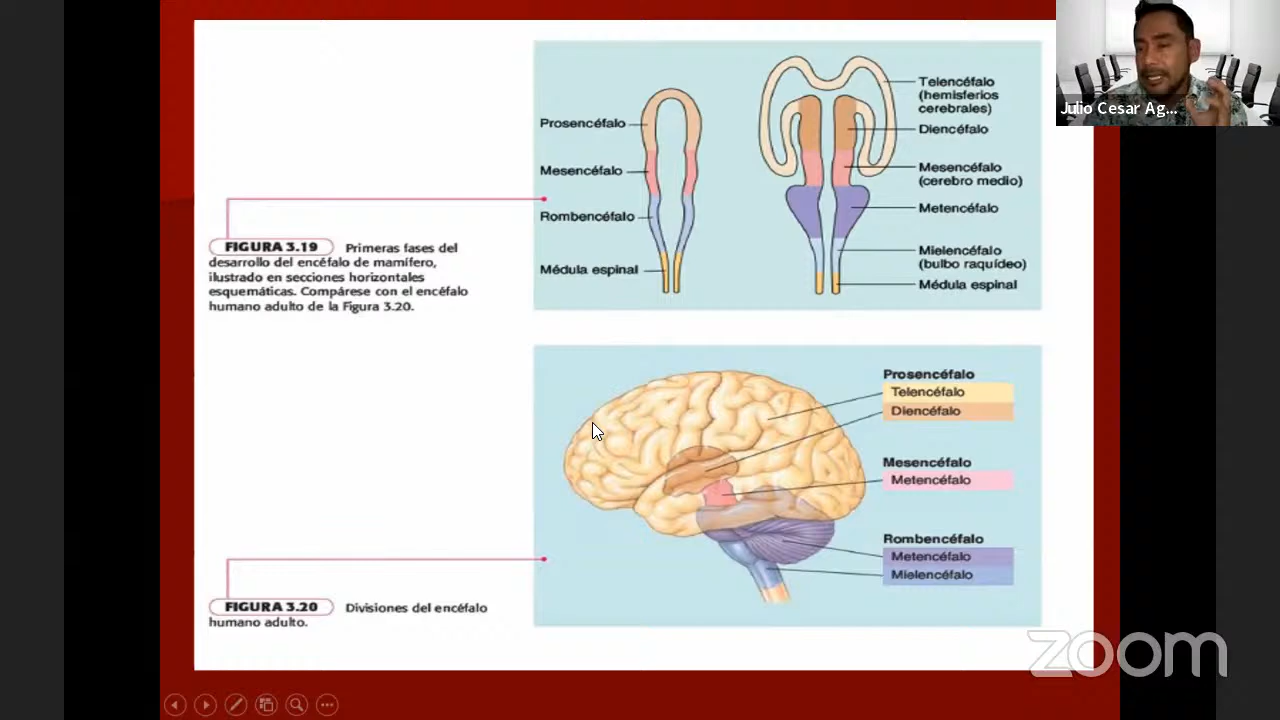 Telencéfalo
(hemisferios
cerebrales)
Prosencéfalo
Diencéfalo
Mesencéfalo
Mesencéfalo
(cerebro medio)
Rombencéfalo
Metencéfalo
Mielencéfalo
(bulbo raquídeo)
Médula espinal
Médula espinal
FIGURA 3.19 Primeras fases del
desarrollo del encéfalo de mamífero,
ilustrado en secciones horizontales
esquemáticas. Compárese con el encéfalo
humano adulto de la Figura 3.20.
Prosencéfalo
Telencéfalo
Diencéfalo
Mesencéfalo
Metencéfalo
Rombencéfalo
Metencéfalo
Mielencéfalo
FIGURA 3.20 Divisiones del encéfalo
humano adulto.
Julio Cesar Ag...
zoom